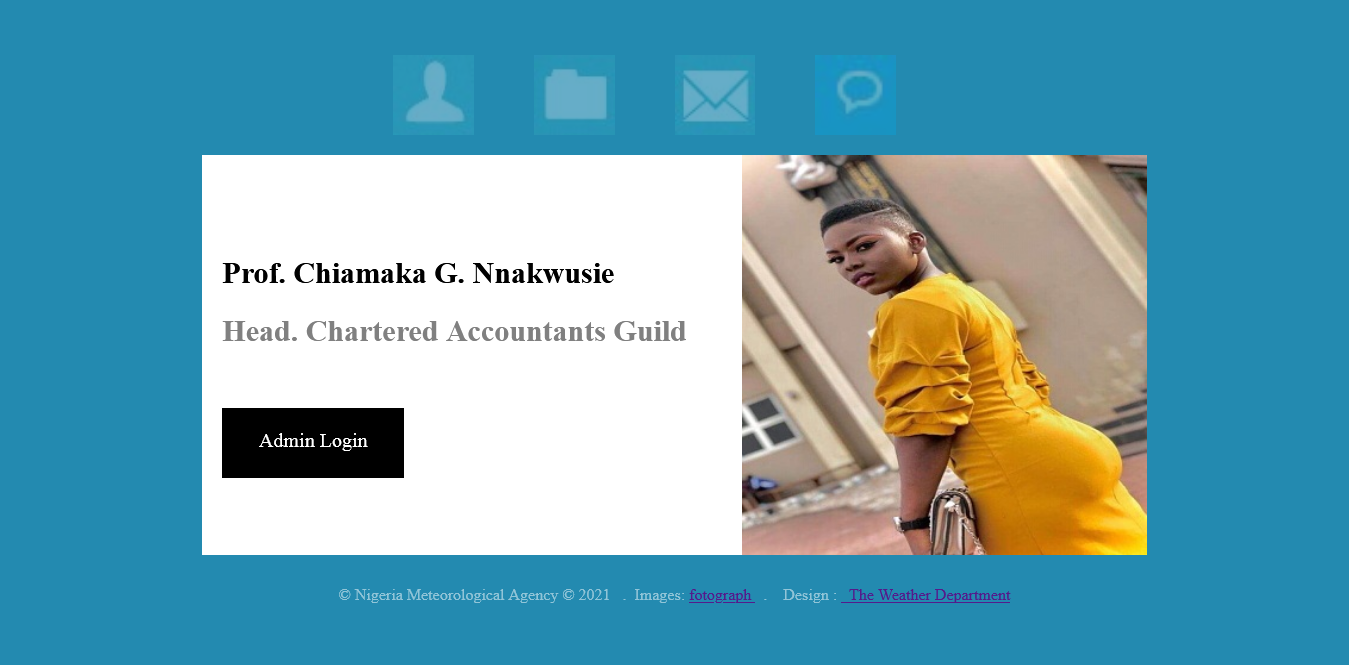 Prof. Chiamaka G. Nnakwusie
Head. Chartered Accountants Guild
Admin Login
© Nigeria Meteorological Agency © 2021 . Images: fotograph . Design : The Weather Department